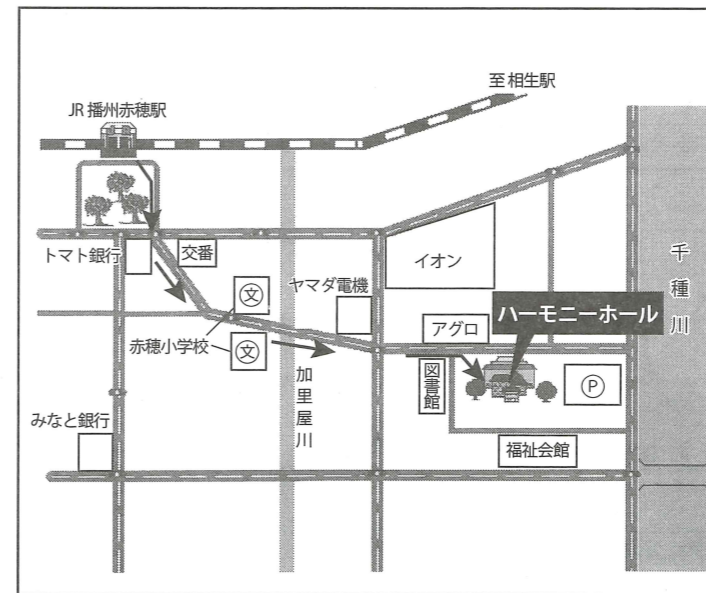 至 相生駅
JR 播州赤穂駅
トマト銀行
交番
イオン
千種川
ヤマダ電機
文
アグロ
ハーモニーホール
赤穂小学校
文
加里屋川
図書館
P
みなと銀行
福祉会館